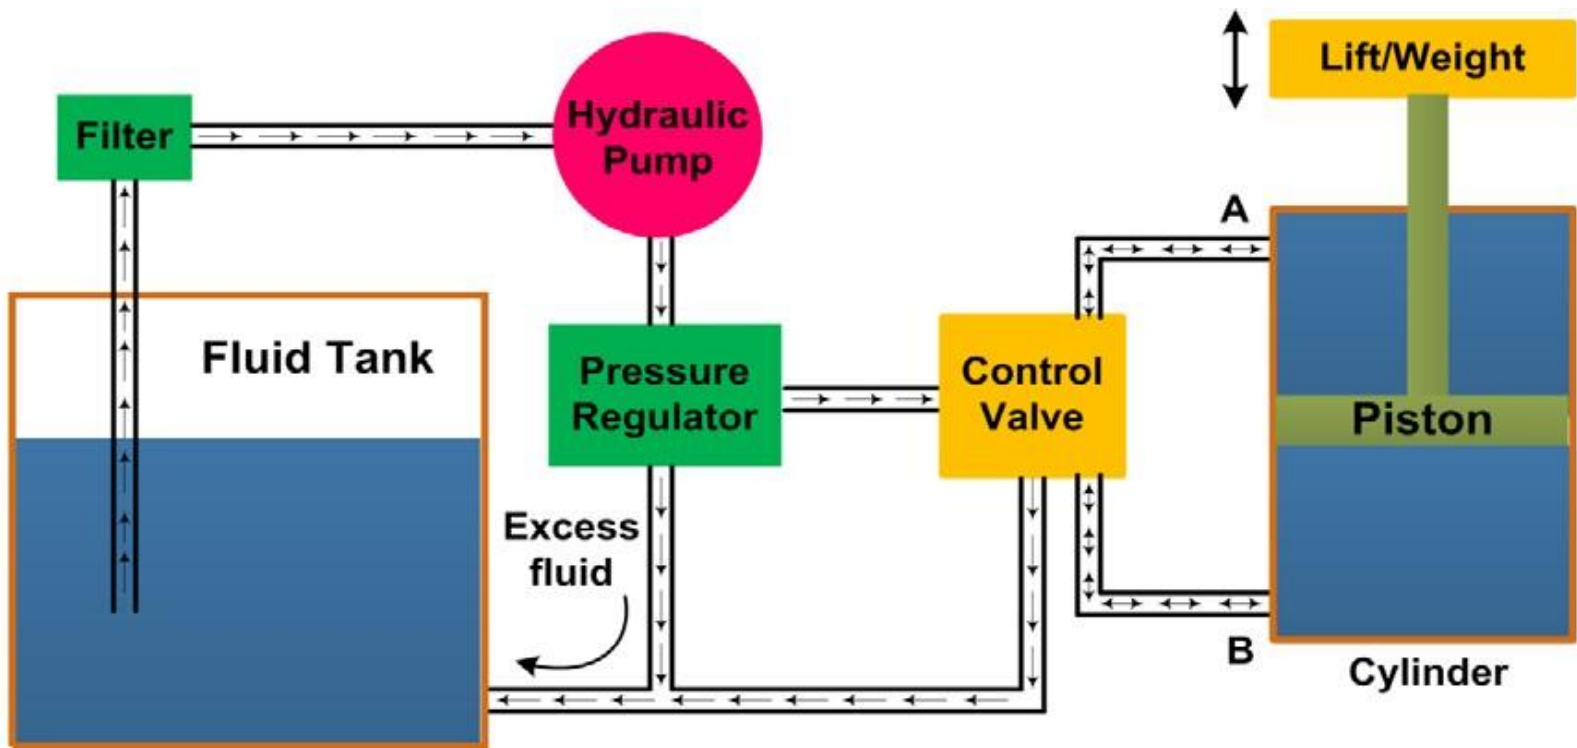 Lift/Weight
Hydraulic
Pump
Filter
A
Fluid Tank
Pressure
Regulator
Control
Valve
Piston
Excess
fluid
B
Cylinder